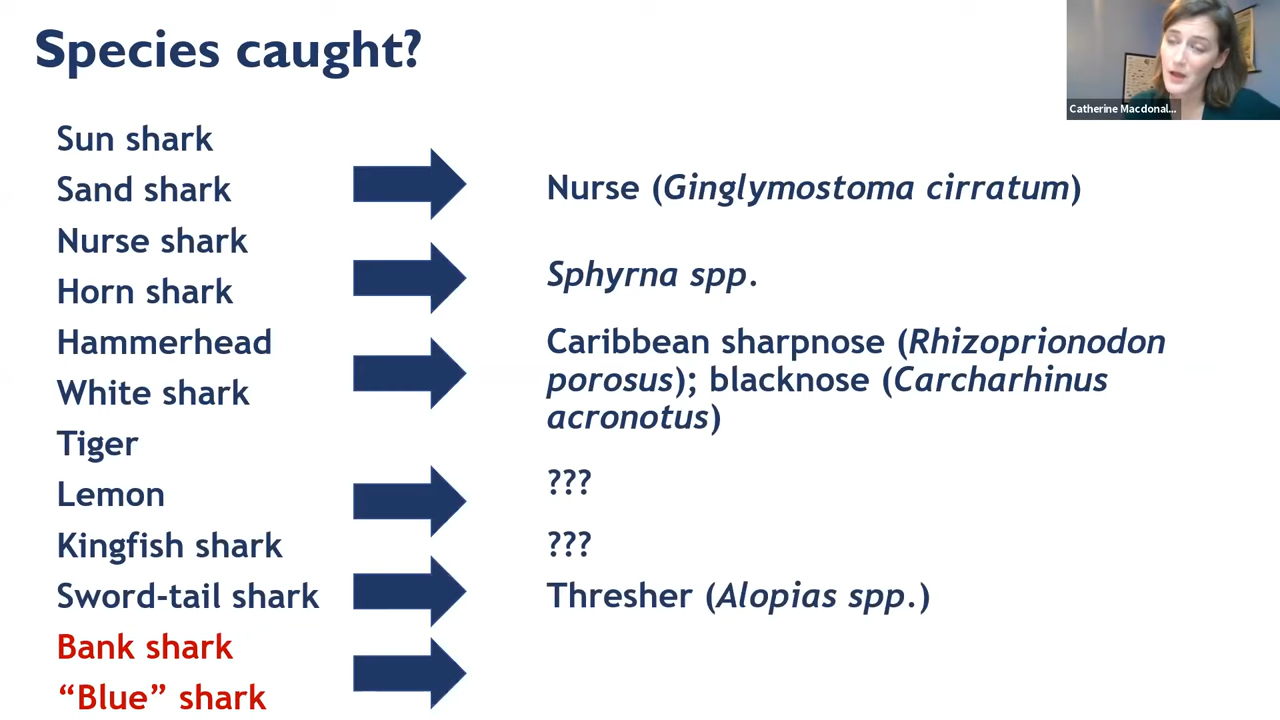 Species caught?
Catherine Macdonal...
Sun shark
Sand shark
Nurse shark
Horn shark
Hammerhead
White shark
Tiger
Lemon
Kingfish shark
Sword-tail shark
Bank shark
“Blue” shark
Nurse (Ginglymostoma cirratum)
Sphyrna spp.
Caribbean sharpnose (Rhizoprionodon
porosus); blacknose (Carcharhinus
acronotus)
???
???
Thresher (Alopias spp.)